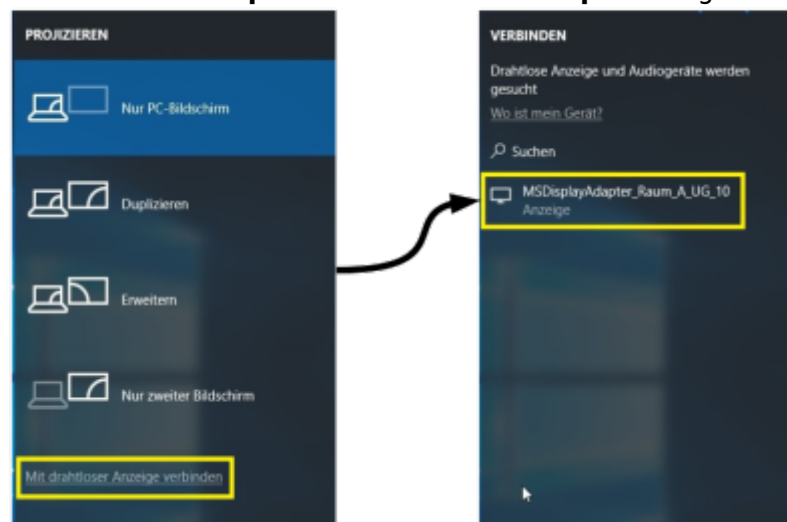 PROJIZIEREN
Nur PC-Bildschirm
Duplizieren
Erweitern
Nur zweiter Bildschirm
Mit drahtloser Anzeige verbinden
VERBINDEN
Drahtlose Anzeige und Audiogeräte werden
gesucht
Wo ist mein Gerät?
Suchen
MSDisplayAdapter_Raum_A_UG_10
Anzeige